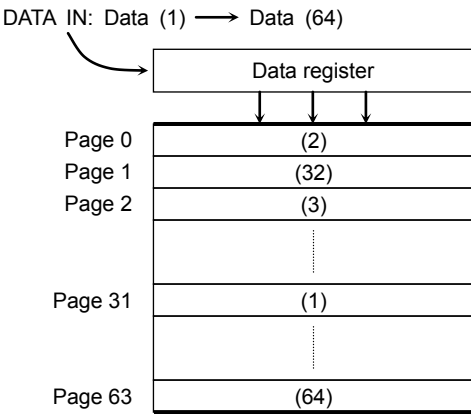 DATA IN: Data (1) → Data (64)
Data register
Page 0 (2)
Page 1 (32)
Page 2 (3)
Page 31 (1)
Page 63 (64)